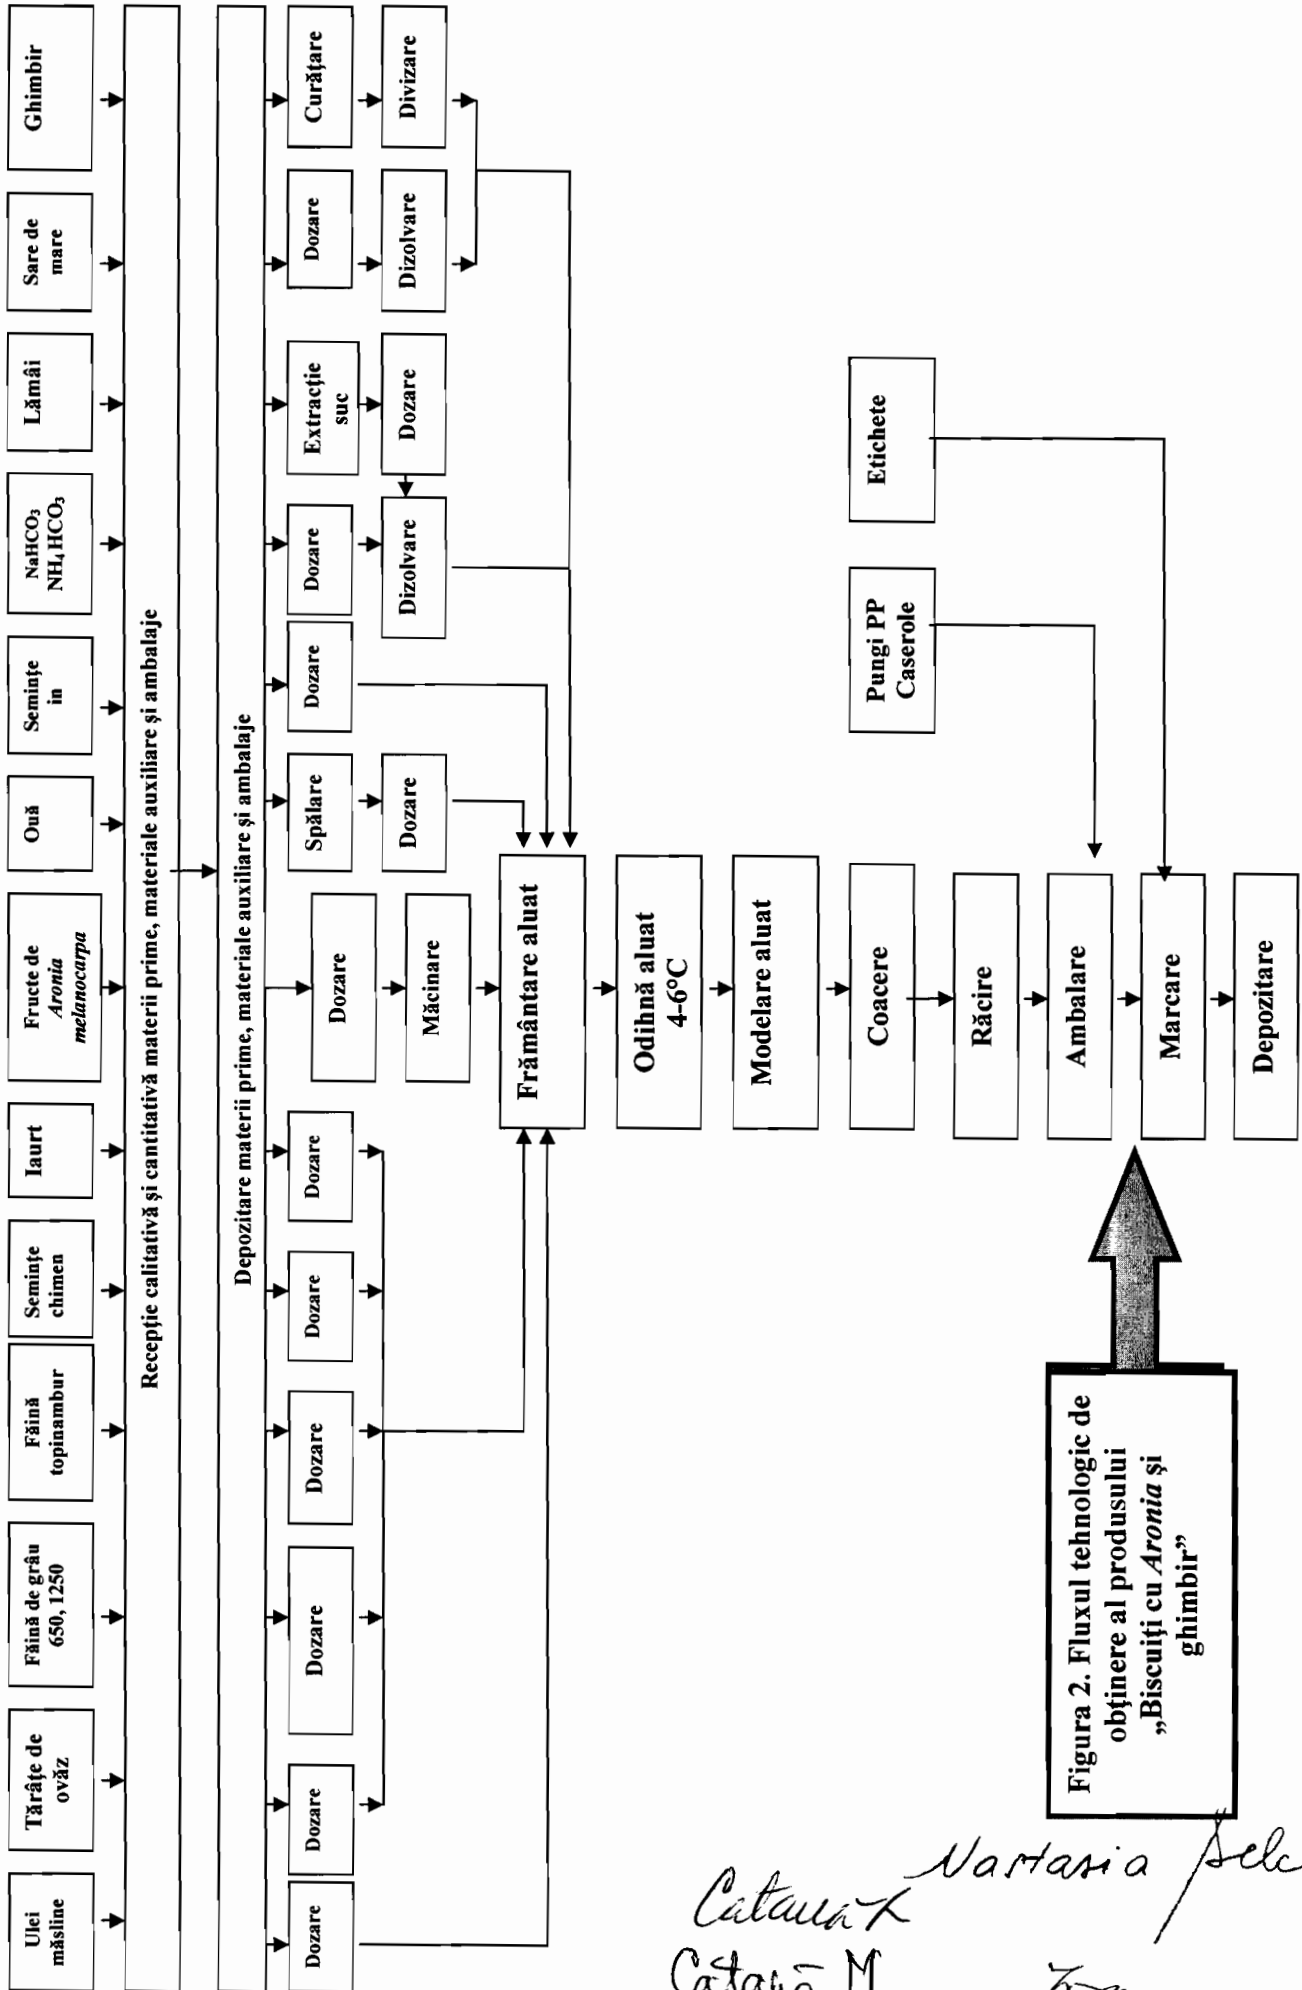 Ulei
măsline
Tărâțe de
ovăz
Făină de grâu
650, 1250
Făină
topinambur
Semințe
chimen
Iaurt
Fructe de
Aronia
melanocarpa
Ouă
Semințe
in
NaHCO₃
NH₄HCO₃
Lămâi
Sare de
mare
Ghimbir
Recepție calitativă și cantitativă materii prime, materiale auxiliare și ambalaje
Depozitare materii prime, materiale auxiliare și ambalaje
Dozare
Dozare
Dozare
Dozare
Dozare
Dozare
Dozare
Spălare
Dozare
Dozare
Extracție
suc
Dozare
Curățare
Măcinare
Dozare
Dizolvare
Dozare
Dizolvare
Divizare
Frământare aluat
Odihnă aluat
4-6°C
Modelare aluat
Coacere
Pungi PP
Caserole
Etichete
Răcire
Ambalare
Marcare
Depozitare
Figura 2. Fluxul tehnologic de
obținere al produsului
„Biscuiți cu Aronia și
ghimbir”
Nastasia
Catană L
Catană M